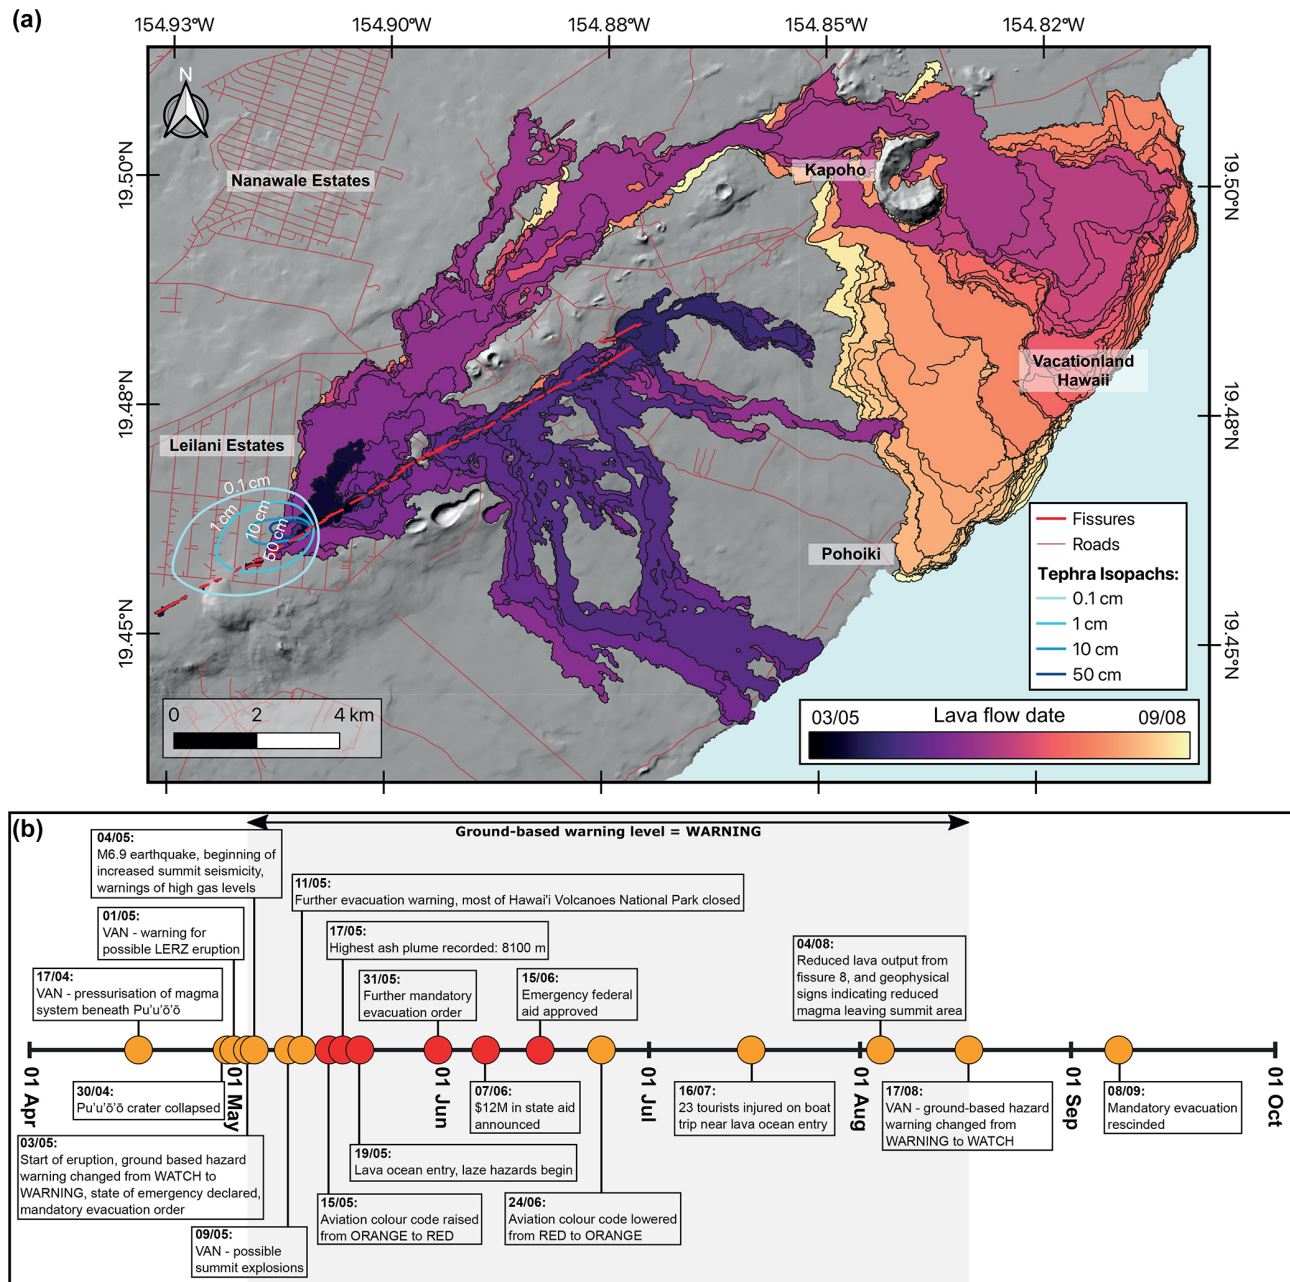 (a)
154.93°W
154.90°W
154.88°W
154.85°W
154.82°W
N
19.50°N
19.48°N
19.45°N
19.50°N
19.48°N
19.45°N
Nanawale Estates
Kapoho
Vacationland
Hawaii
Leilani Estates
0.1 cm
1 cm
10 cm
50 cm
Pohoiki
Fissures
Roads
Tephra Isopachs:
0.1 cm
1 cm
10 cm
50 cm
0 2 4 km
03/05 Lava flow date 09/08
(b)
Ground-based warning level = WARNING
04/05:
M6.9 earthquake, beginning of
increased summit seismicity,
warnings of high gas levels
11/05:
Further evacuation warning, most of Hawai'i Volcanoes National Park closed
01/05:
VAN - warning for
possible LERZ eruption
17/05:
Highest ash plume recorded: 8100 m
04/08:
Reduced lava output from
fissure 8, and geophysical
signs indicating reduced
magma leaving summit area
17/04:
VAN - pressurisation of magma
system beneath Pu'u'ō'ō
31/05:
Further mandatory
evacuation order
15/06:
Emergency federal
aid approved
01 Apr
01 May
01 Jun
01 Jul
01 Aug
01 Sep
01 Oct
30/04:
Pu'u'ō'ō crater collapsed
07/06:
$12M in state aid
announced
16/07:
23 tourists injured on boat
trip near lava ocean entry
17/08:
VAN - ground-based hazard
warning changed from
WARNING to WATCH
08/09:
Mandatory evacuation
rescinded
03/05:
Start of eruption, ground based hazard
warning changed from WATCH to
WARNING, state of emergency declared,
mandatory evacuation order
19/05:
Lava ocean entry, laze hazards begin
15/05:
Aviation colour code raised
from ORANGE to RED
24/06:
Aviation colour code lowered
from RED to ORANGE
09/05:
VAN - possible
summit explosions